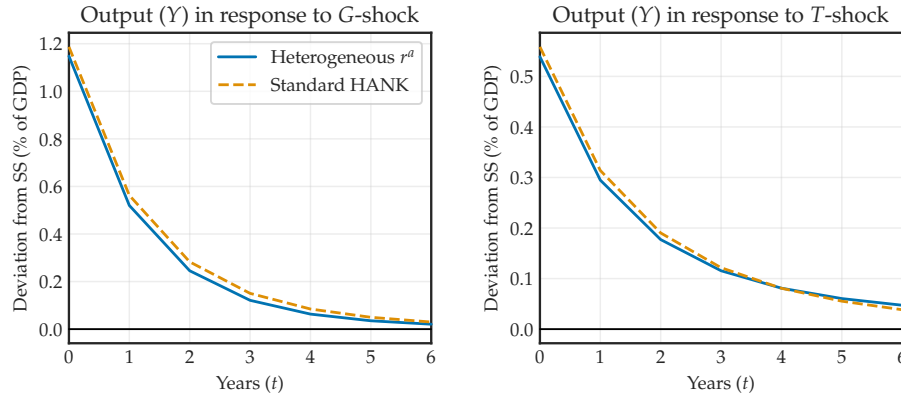 Output (Y) in response to G-shock
Deviation from SS (% of GDP)
1.2
1.0
0.8
0.6
0.4
0.2
0.0
Heterogeneous r^a
Standard HANK
0 1 2 3 4 5 6
Years (t)
Output (Y) in response to T-shock
Deviation from SS (% of GDP)
0.5
0.4
0.3
0.2
0.1
0.0
0 1 2 3 4 5 6
Years (t)